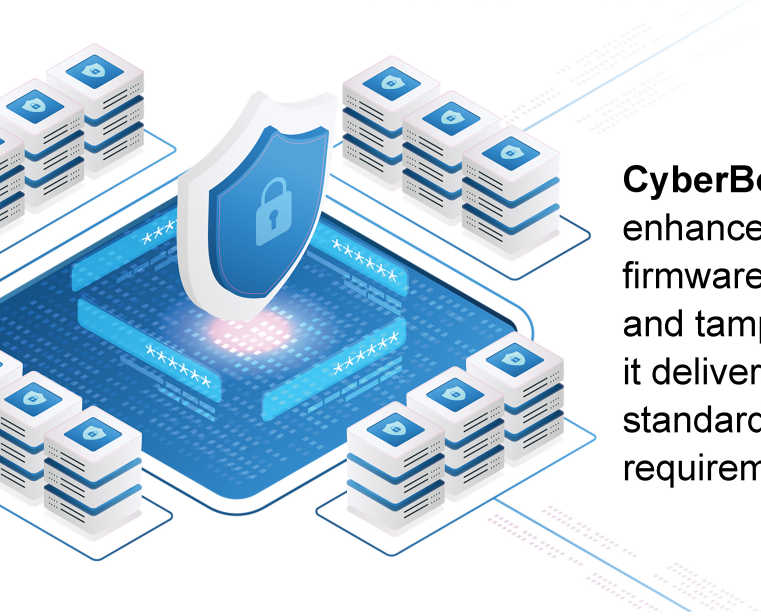 CyberBo
enhance
firmware
and tamp
it deliver
standard
requirem
******
******
******
***